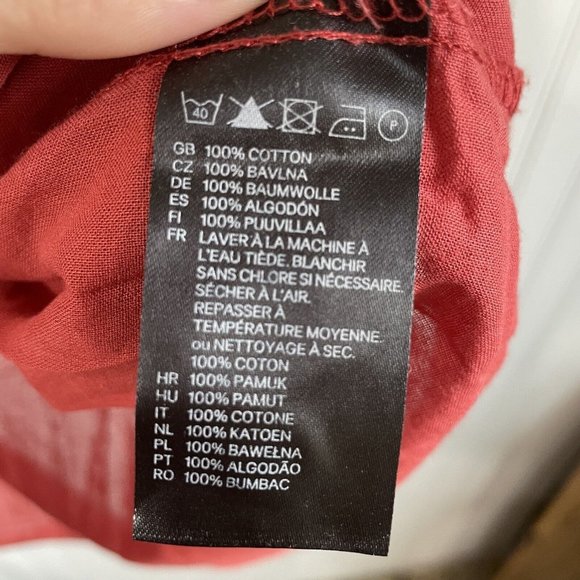 40 P
GB 100% COTTON
CZ 100% BAVLNA
DE 100% BAUMWOLLE
ES 100% ALGODÓN
FI 100% PUUVILLAA
FR LAVER À LA MACHINE À
L'EAU TIÈDE. BLANCHIR
SANS CHLORE SI NÉCESSAIRE.
SÉCHER À L'AIR.
REPASSER À
TEMPÉRATURE MOYENNE.
ou NETTOYAGE À SEC.
100% COTON
HR 100% PAMUK
HU 100% PAMUT
IT 100% COTONE
NL 100% KATOEN
PL 100% BAWEŁNA
PT 100% ALGODÃO
RO 100% BUMBAC